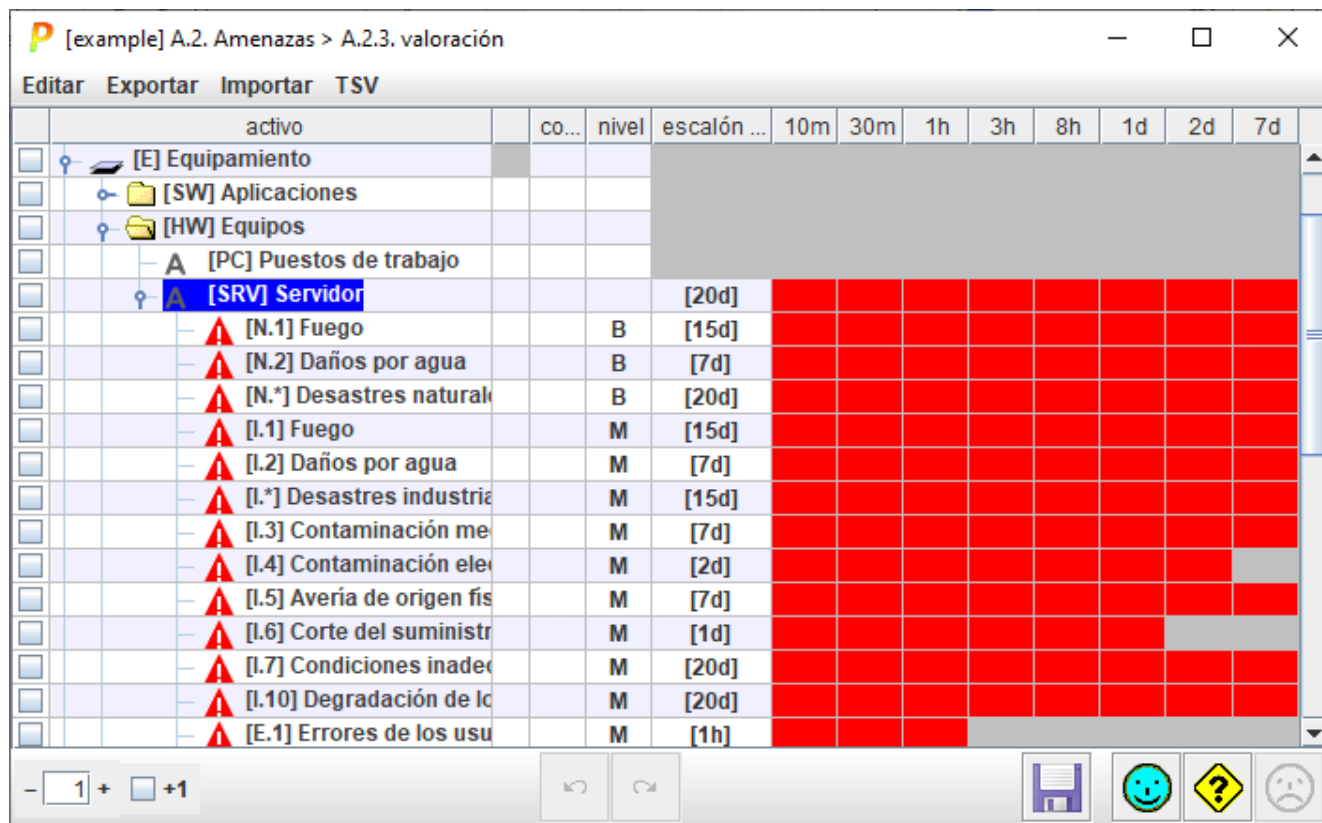 [example] A.2. Amenazas > A.2.3. valoración
Editar Exportar Importar TSV
activo co... nivel escalón ... 10m 30m 1h 3h 8h 1d 2d 7d
[E] Equipamiento
[SW] Aplicaciones
[HW] Equipos
A [PC] Puestos de trabajo
A [SRV] Servidor [20d]
[N.1] Fuego B [15d]
[N.2] Daños por agua B [7d]
[N.*] Desastres natural B [20d]
[I.1] Fuego M [15d]
[I.2] Daños por agua M [7d]
[I.*] Desastres industria M [15d]
[I.3] Contaminación me M [7d]
[I.4] Contaminación ele M [2d]
[I.5] Avería de origen fís M [7d]
[I.6] Corte del suministr M [1d]
[I.7] Condiciones inade M [20d]
[I.10] Degradación de lo M [20d]
[E.1] Errores de los usu M [1h]
− 1 + +1